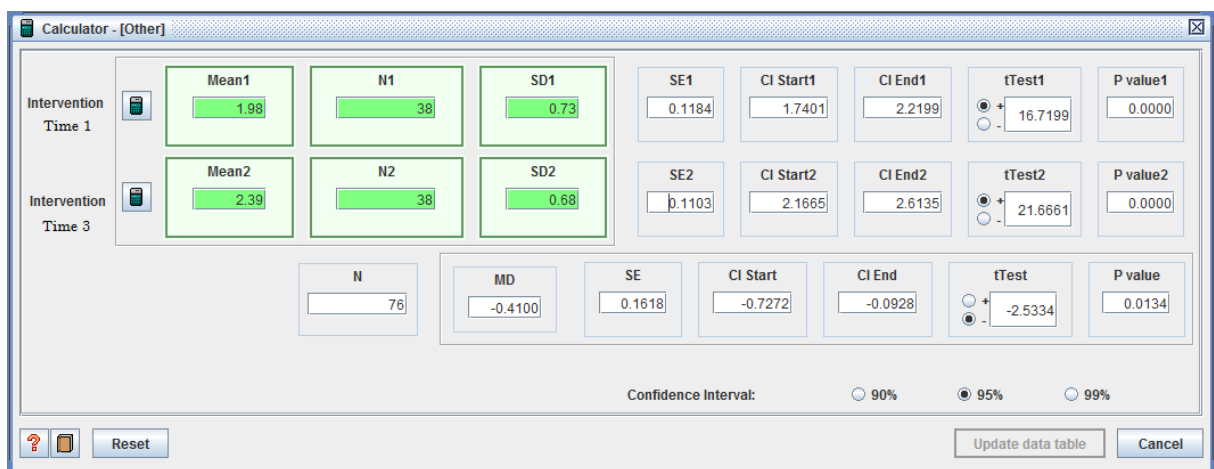 Calculator - [Other]
Mean1 N1 SD1 SE1 CI Start1 CI End1 tTest1 P value1
Intervention
Time 1
1.98 38 0.73 0.1184 1.7401 2.2199 + - 16.7199 0.0000
Mean2 N2 SD2 SE2 CI Start2 CI End2 tTest2 P value2
Intervention
Time 3
2.39 38 0.68 0.1103 2.1665 2.6135 + - 21.6661 0.0000
N MD SE CI Start CI End tTest P value
76 -0.4100 0.1618 -0.7272 -0.0928 + - -2.5334 0.0134
Confidence Interval: 90% 95% 99%
? Reset Update data table Cancel